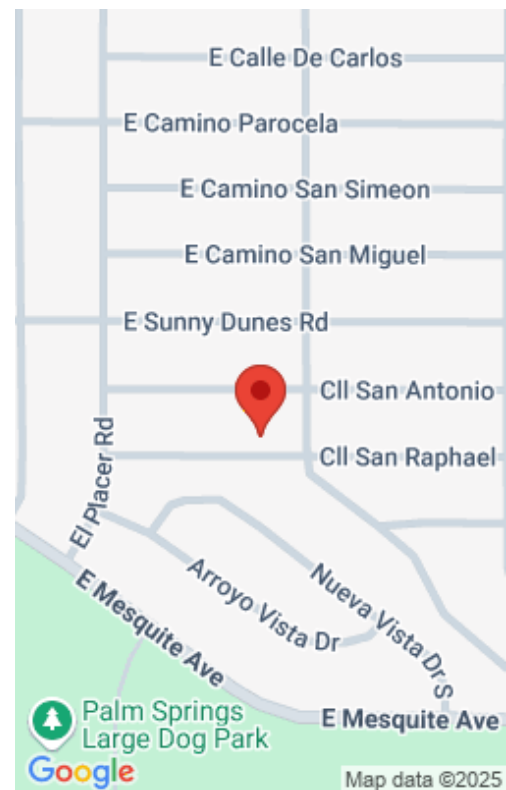 E Calle De Carlos
E Camino Parocela
E Camino San Simeon
E Camino San Miguel
E Sunny Dunes Rd
Cll San Antonio
Cll San Raphael
El Placer Rd
Arroyo Vista Dr
Nueva Vista Dr S
E Mesquite Ave
E Mesquite Ave
Palm Springs
Large Dog Park
Google
Map data ©2025